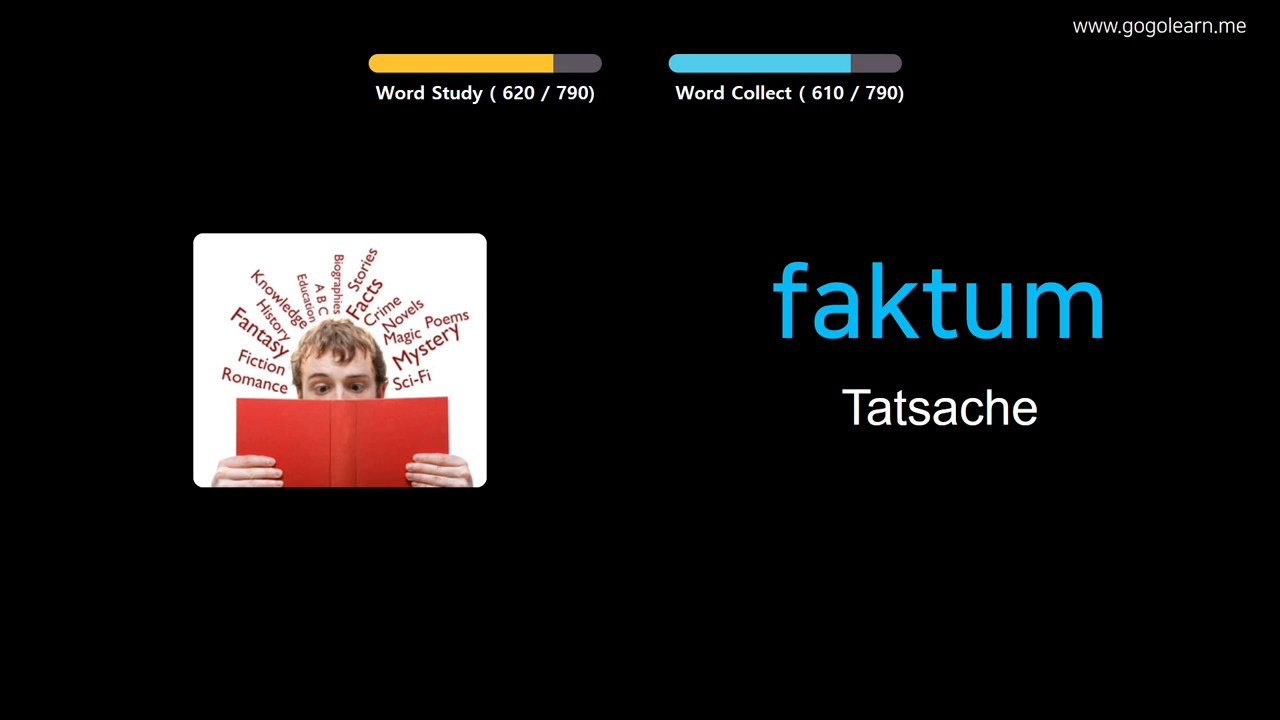 www.gogolearn.me
Word Study ( 620 / 790)
Word Collect ( 610 / 790)
Biographies
Stories
Knowledge
Education
A B C
Facts
History
Crime
Novels
Fantasy
Magic
Poems
Mystery
Fiction
Romance
Sci-Fi
faktum
Tatsache